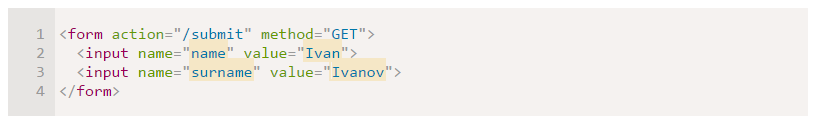 1 <form action="/submit" method="GET">
2   <input name="name" value="Ivan">
3   <input name="surname" value="Ivanov">
4 </form>